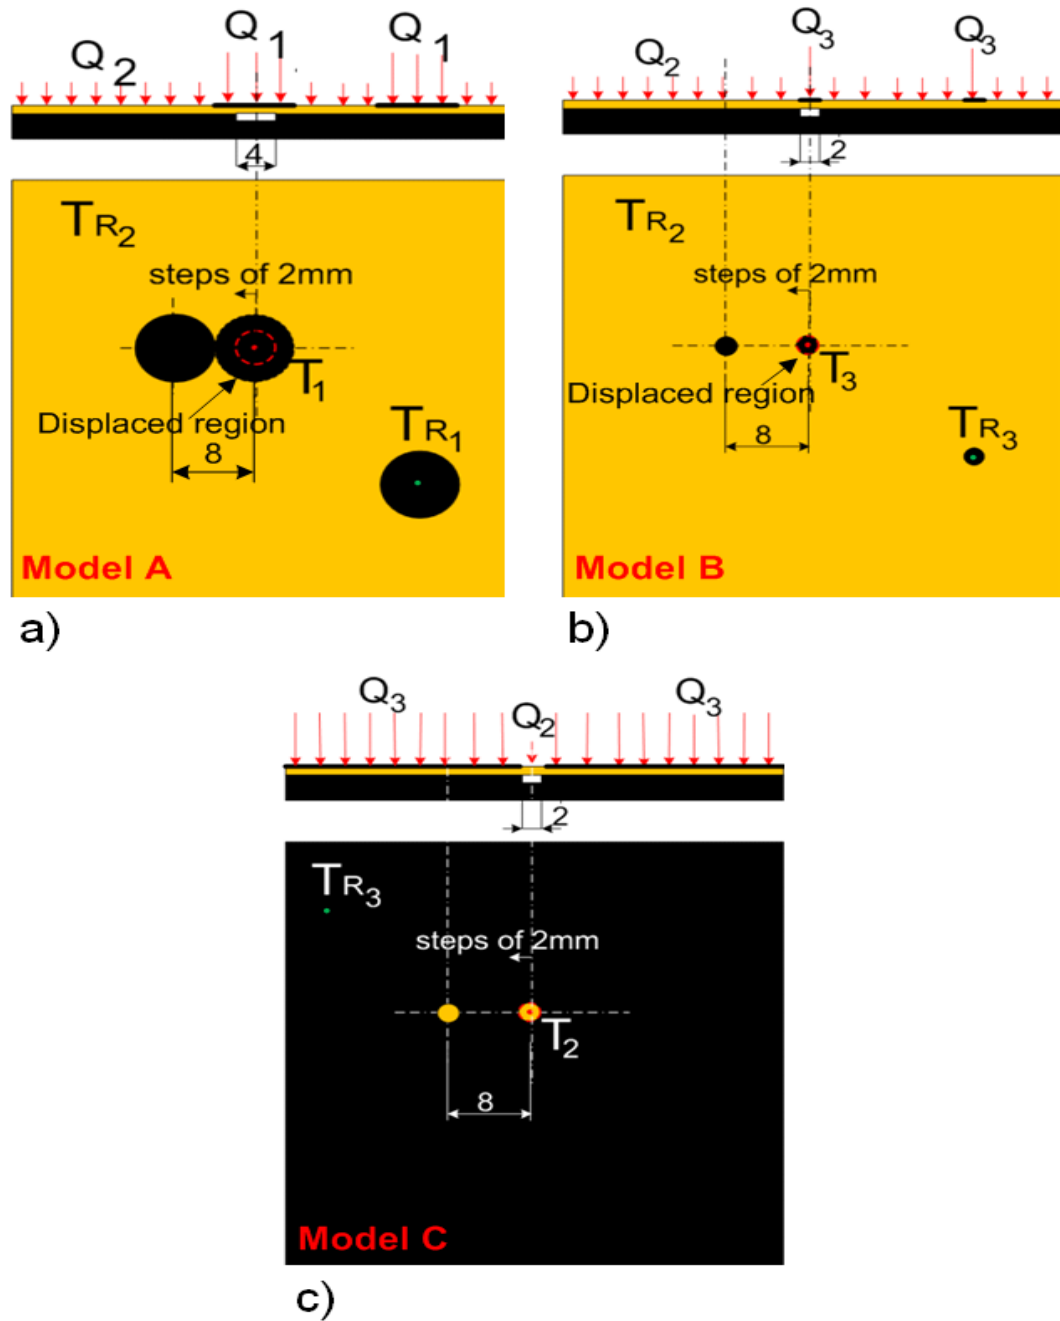 Q2 Q1 Q1
4
TR2
steps of 2mm
T1
Displaced region
TR1
8
Model A
a)
Q2 Q3 Q3
2
TR2
steps of 2mm
T3
Displaced region
TR3
8
Model B
b)
Q3 Q2 Q3
2
TR3
steps of 2mm
T2
8
Model C
c)